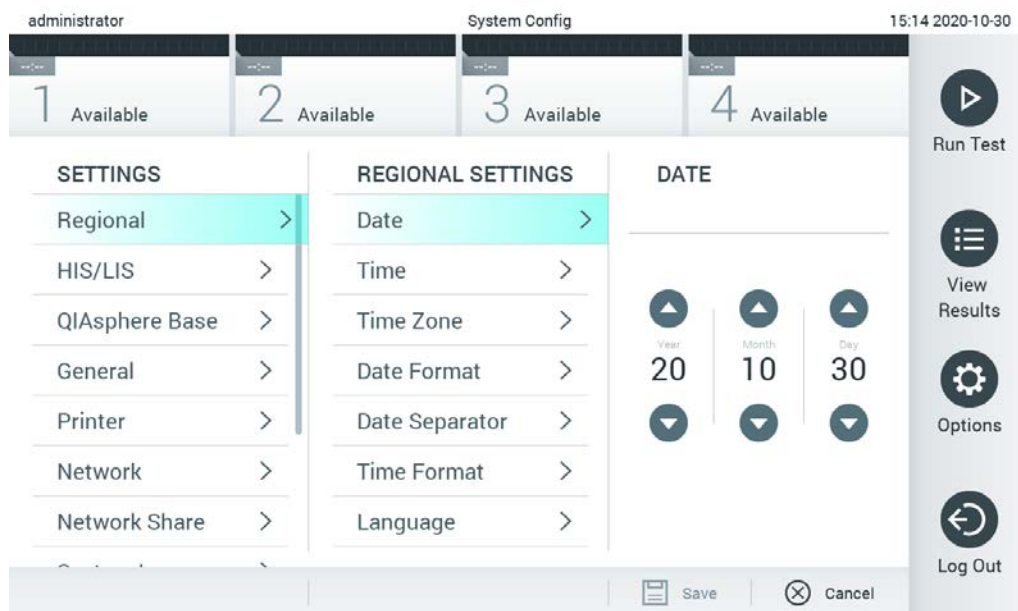 administrator System Config 15:14 2020-10-30
--:-- --:-- --:-- --:--
1 Available 2 Available 3 Available 4 Available
Run Test
SETTINGS
Regional
HIS/LIS
QIAsphere Base
General
Printer
Network
Network Share
REGIONAL SETTINGS
Date
Time
Time Zone
Date Format
Date Separator
Time Format
Language
DATE
Year Month Day
20 10 30
View
Results
Options
Log Out
Save Cancel